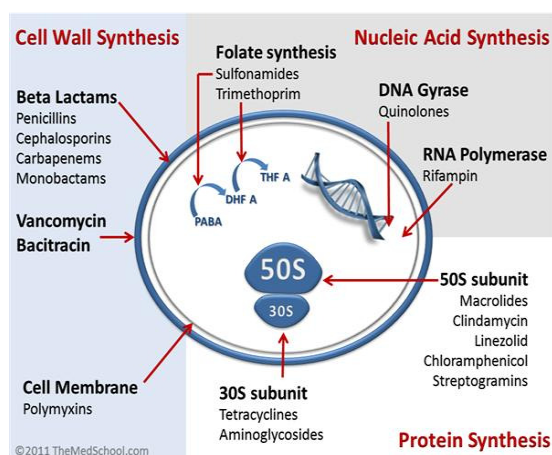 Cell Wall Synthesis
Nucleic Acid Synthesis
Folate synthesis
Sulfonamides
Trimethoprim
Beta Lactams
Penicillins
Cephalosporins
Carbapenems
Monobactams
DNA Gyrase
Quinolones
RNA Polymerase
Rifampin
THF A
DHF A
PABA
Vancomycin
Bacitracin
50S
30S
50S subunit
Macrolides
Clindamycin
Linezolid
Chloramphenicol
Streptogramins
Cell Membrane
Polymyxins
30S subunit
Tetracyclines
Aminoglycosides
Protein Synthesis
©2011 TheMedSchool.com